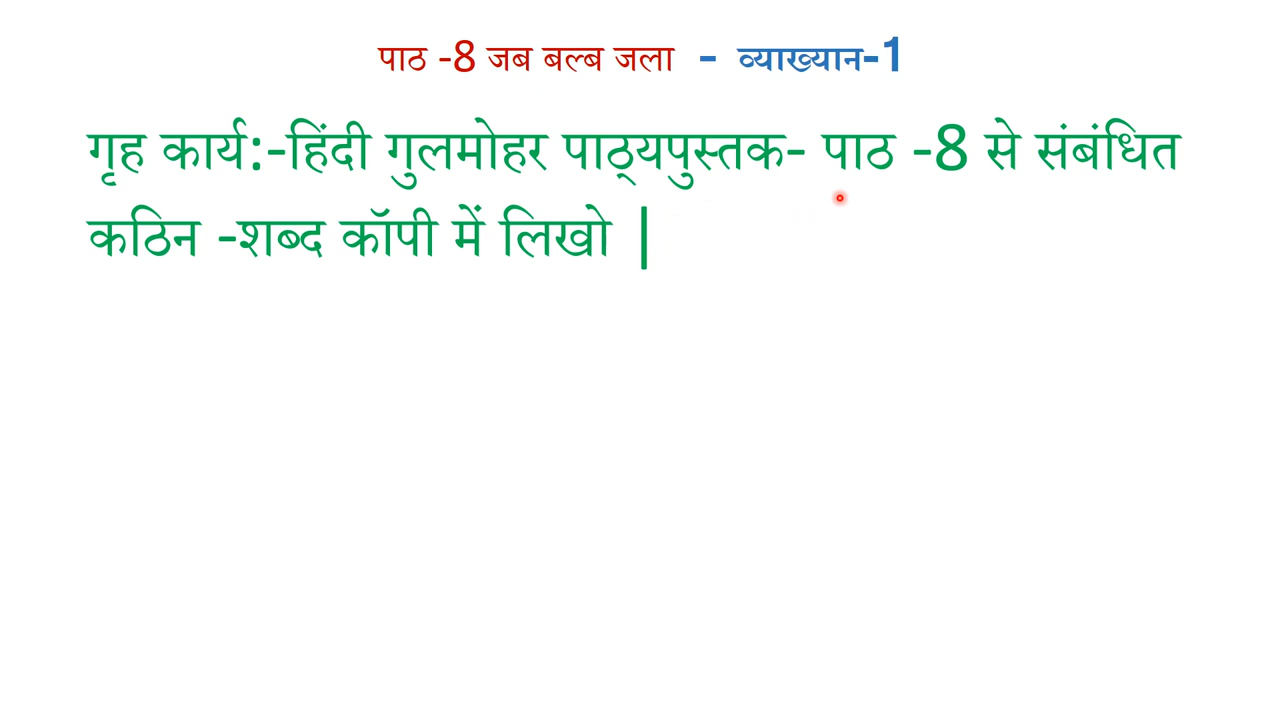 पाठ -8 जब बल्ब जला - व्याख्यान-1
गृह कार्य:-हिंदी गुलमोहर पाठ्यपुस्तक- पाठ -8 से संबंधित
कठिन -शब्द कॉपी में लिखो |